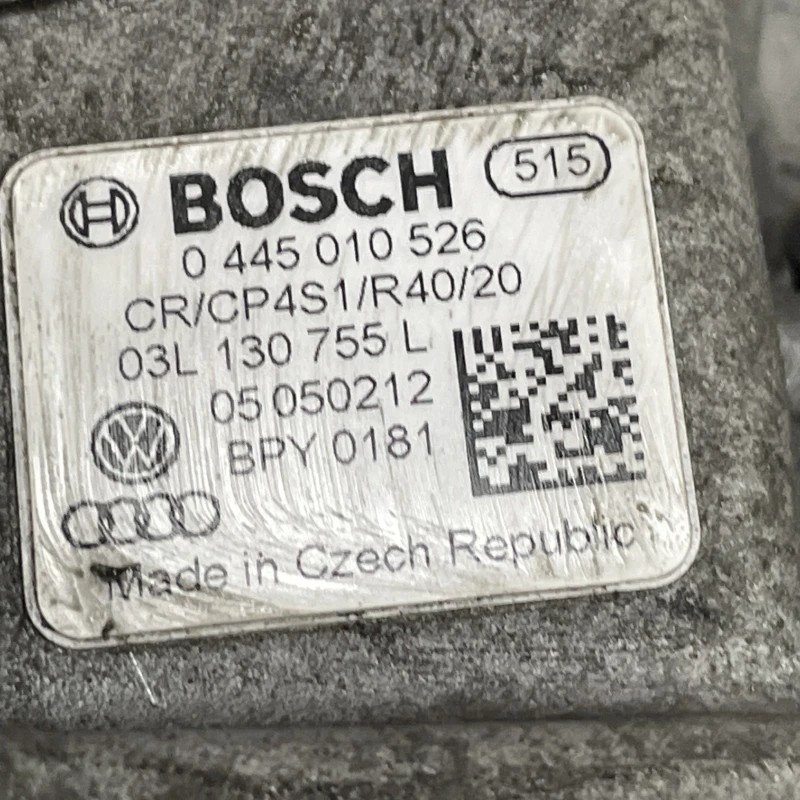 BOSCH 515
0 445 010 526
CR/CP4S1/R40/20
03L 130 755 L
05 050212
BPY 0181
Made in Czech Republic